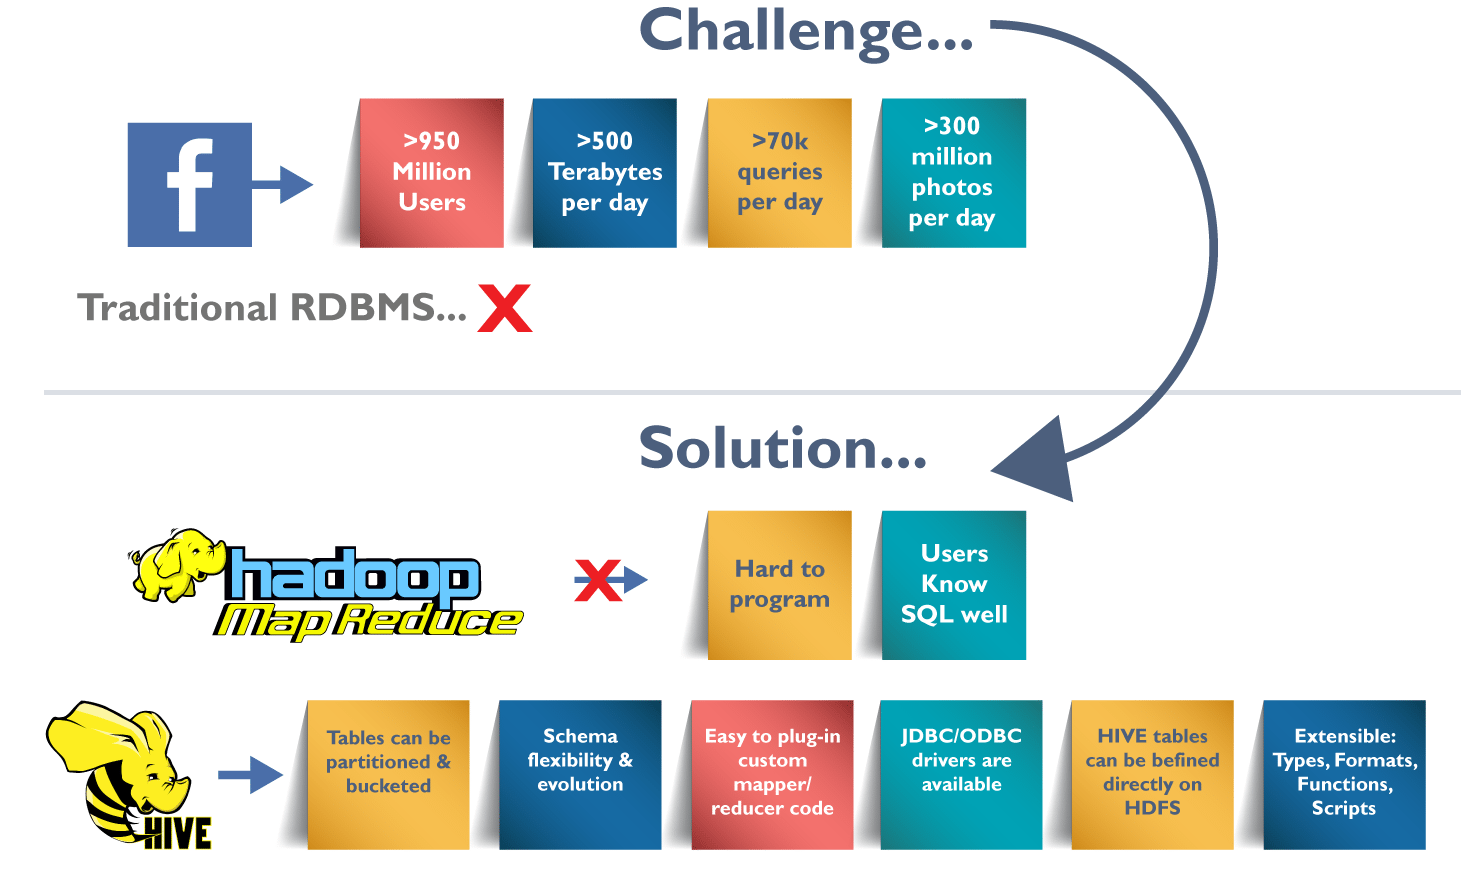 Challenge...
f
>950
Million
Users
>500
Terabytes
per day
>70k
queries
per day
>300
million
photos
per day
Traditional RDBMS... X
Solution...
hadoop
Map Reduce
X
Hard to
program
Users
Know
SQL well
HIVE
Tables can be
partitioned &
bucketed
Schema
flexibility &
evolution
Easy to plug-in
custom
mapper/
reducer code
JDBC/ODBC
drivers are
available
HIVE tables
can be befined
directly on
HDFS
Extensible:
Types, Formats,
Functions,
Scripts